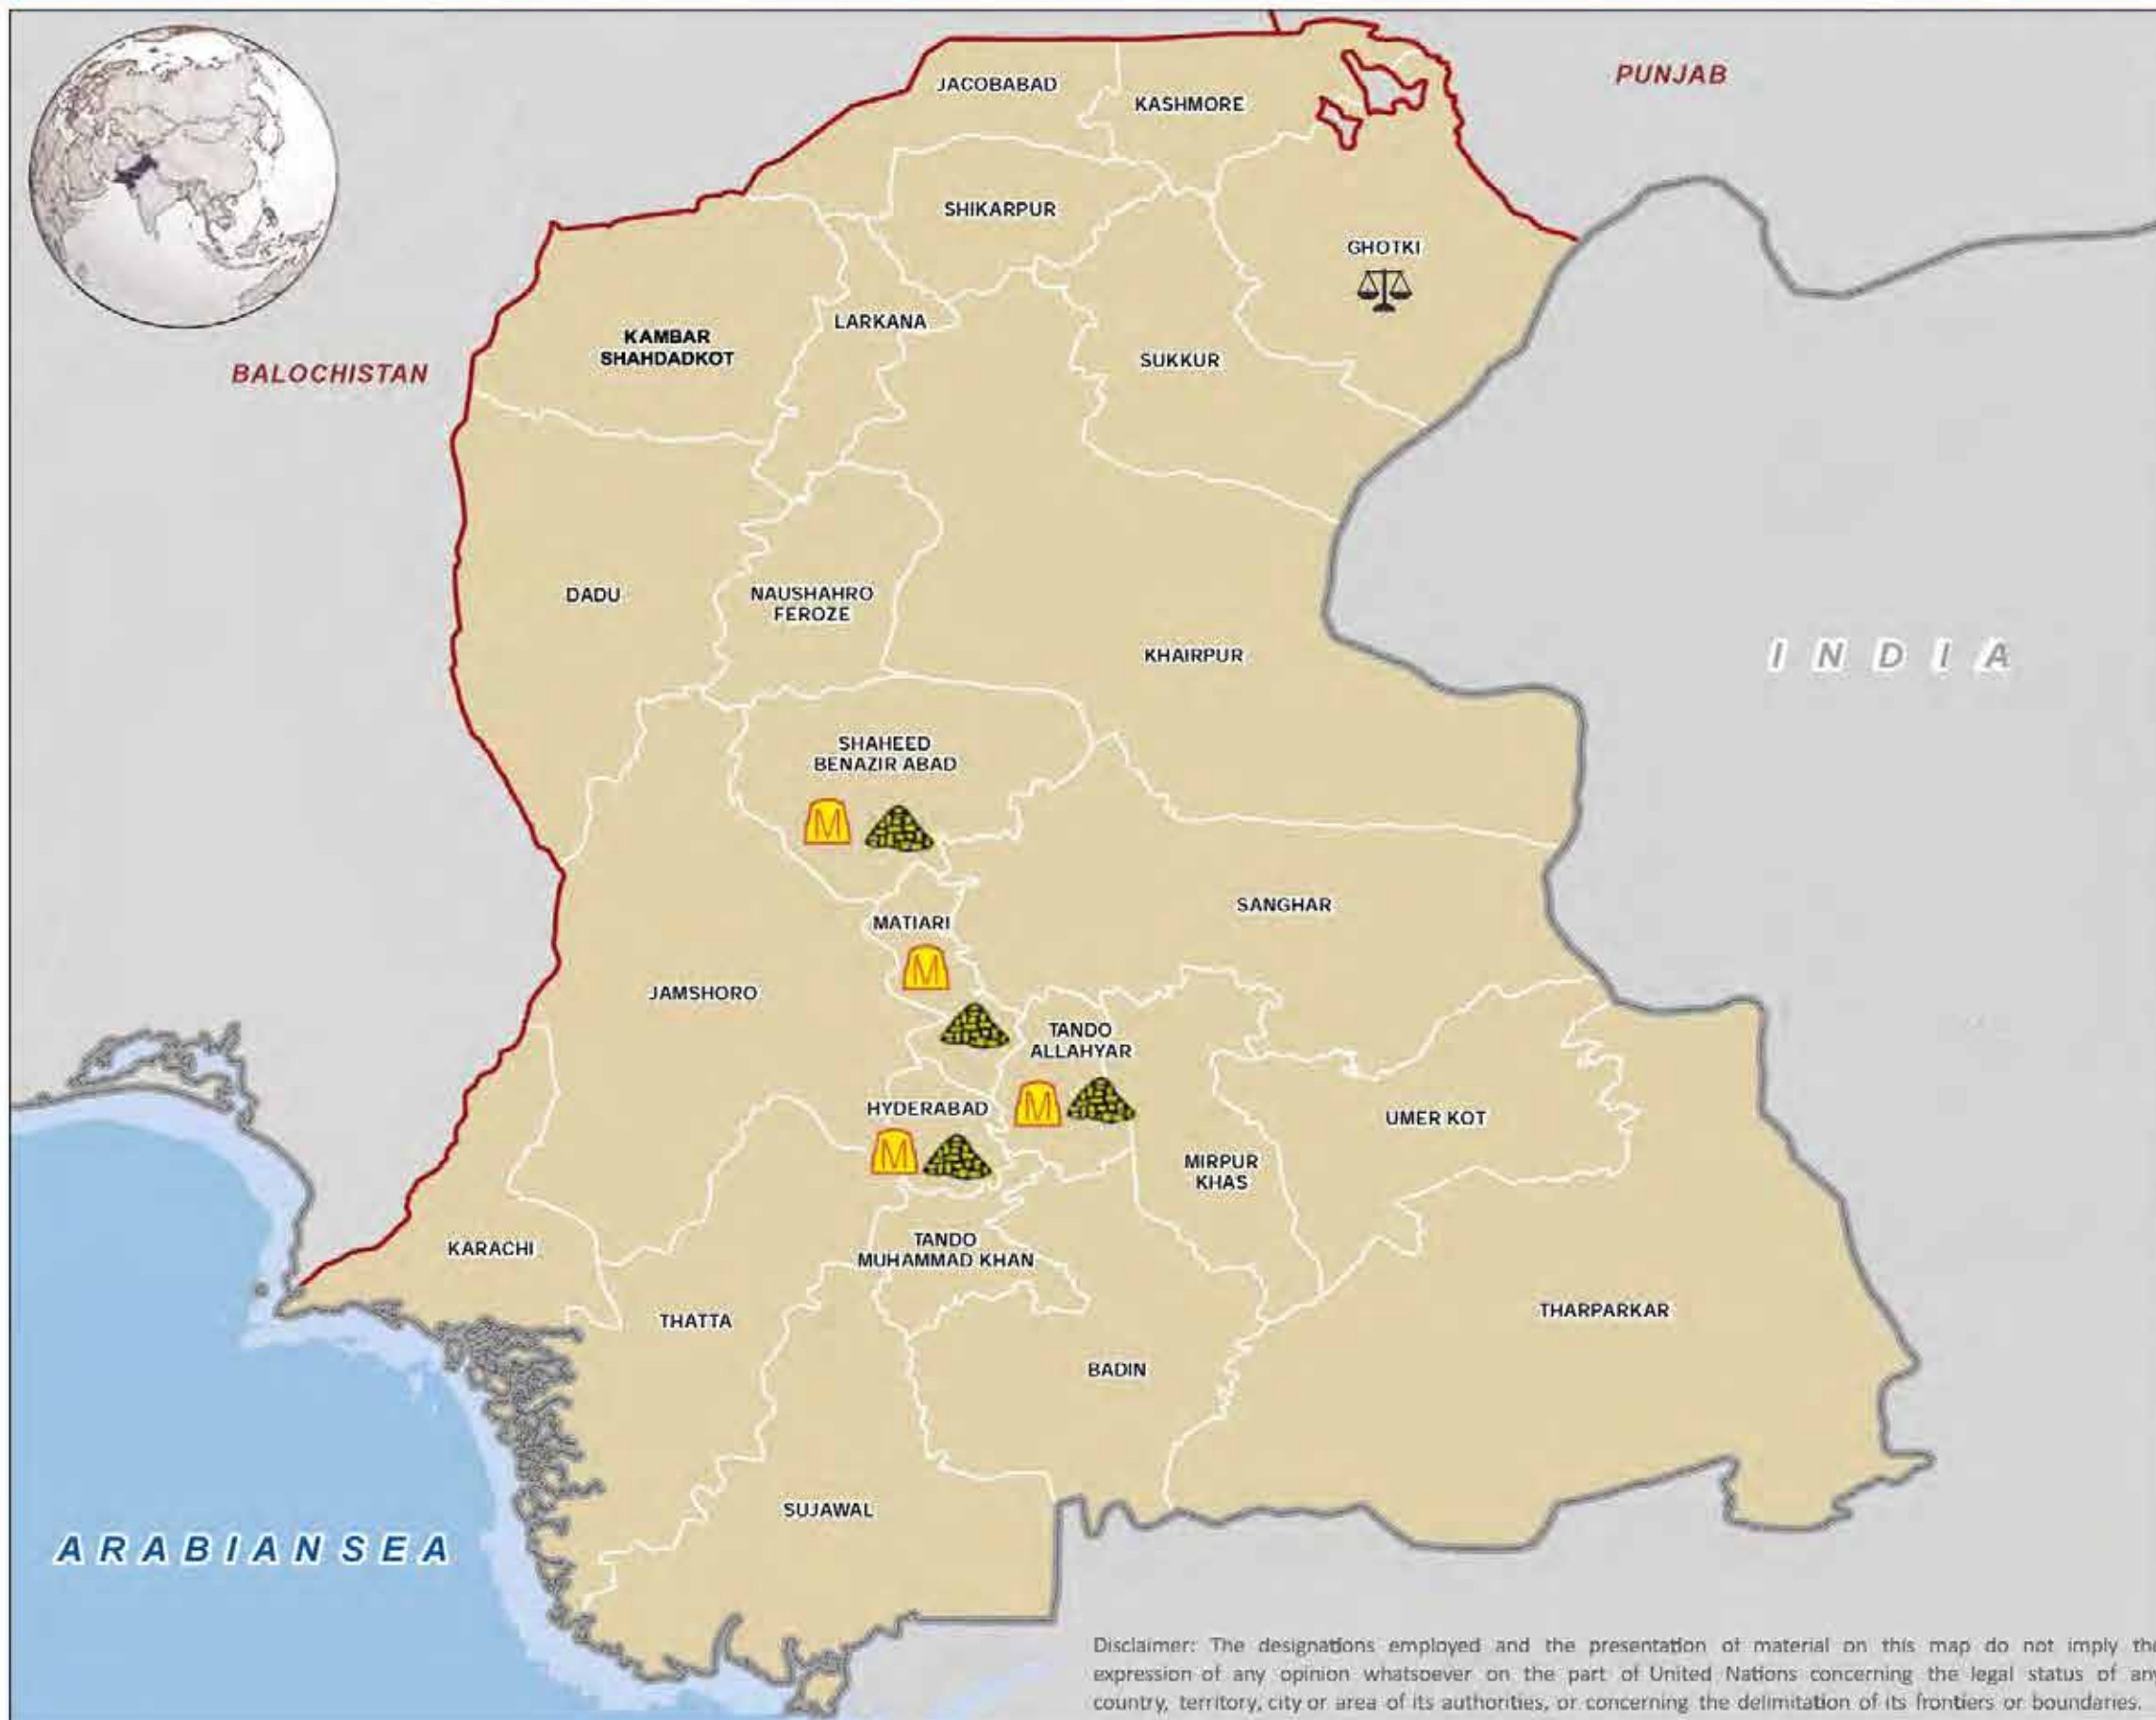 PUNJAB
JACOBABAD
KASHMORE
SHIKARPUR
GHOTKI
LARKANA
KAMBAR
SHAHDADKOT
SUKKUR
BALOCHISTAN
DADU
NAUSHAHRO
FEROZE
KHAIRPUR
INDIA
SHAHEED
BENAZIR ABAD
M
MATIARI
SANGHAR
M
JAMSHORO
TANDO
ALLAHYAR
M
HYDERABAD
UMER KOT
M
MIRPUR
KHAS
KARACHI
TANDO
MUHAMMAD KHAN
THATTA
THARPARKAR
BADIN
SUJAWAL
ARABIAN SEA
Disclaimer: The designations employed and the presentation of material on this map do not imply the
expression of any opinion whatsoever on the part of United Nations concerning the legal status of any
country, territory, city or area of its authorities, or concerning the delimitation of its frontiers or boundaries.